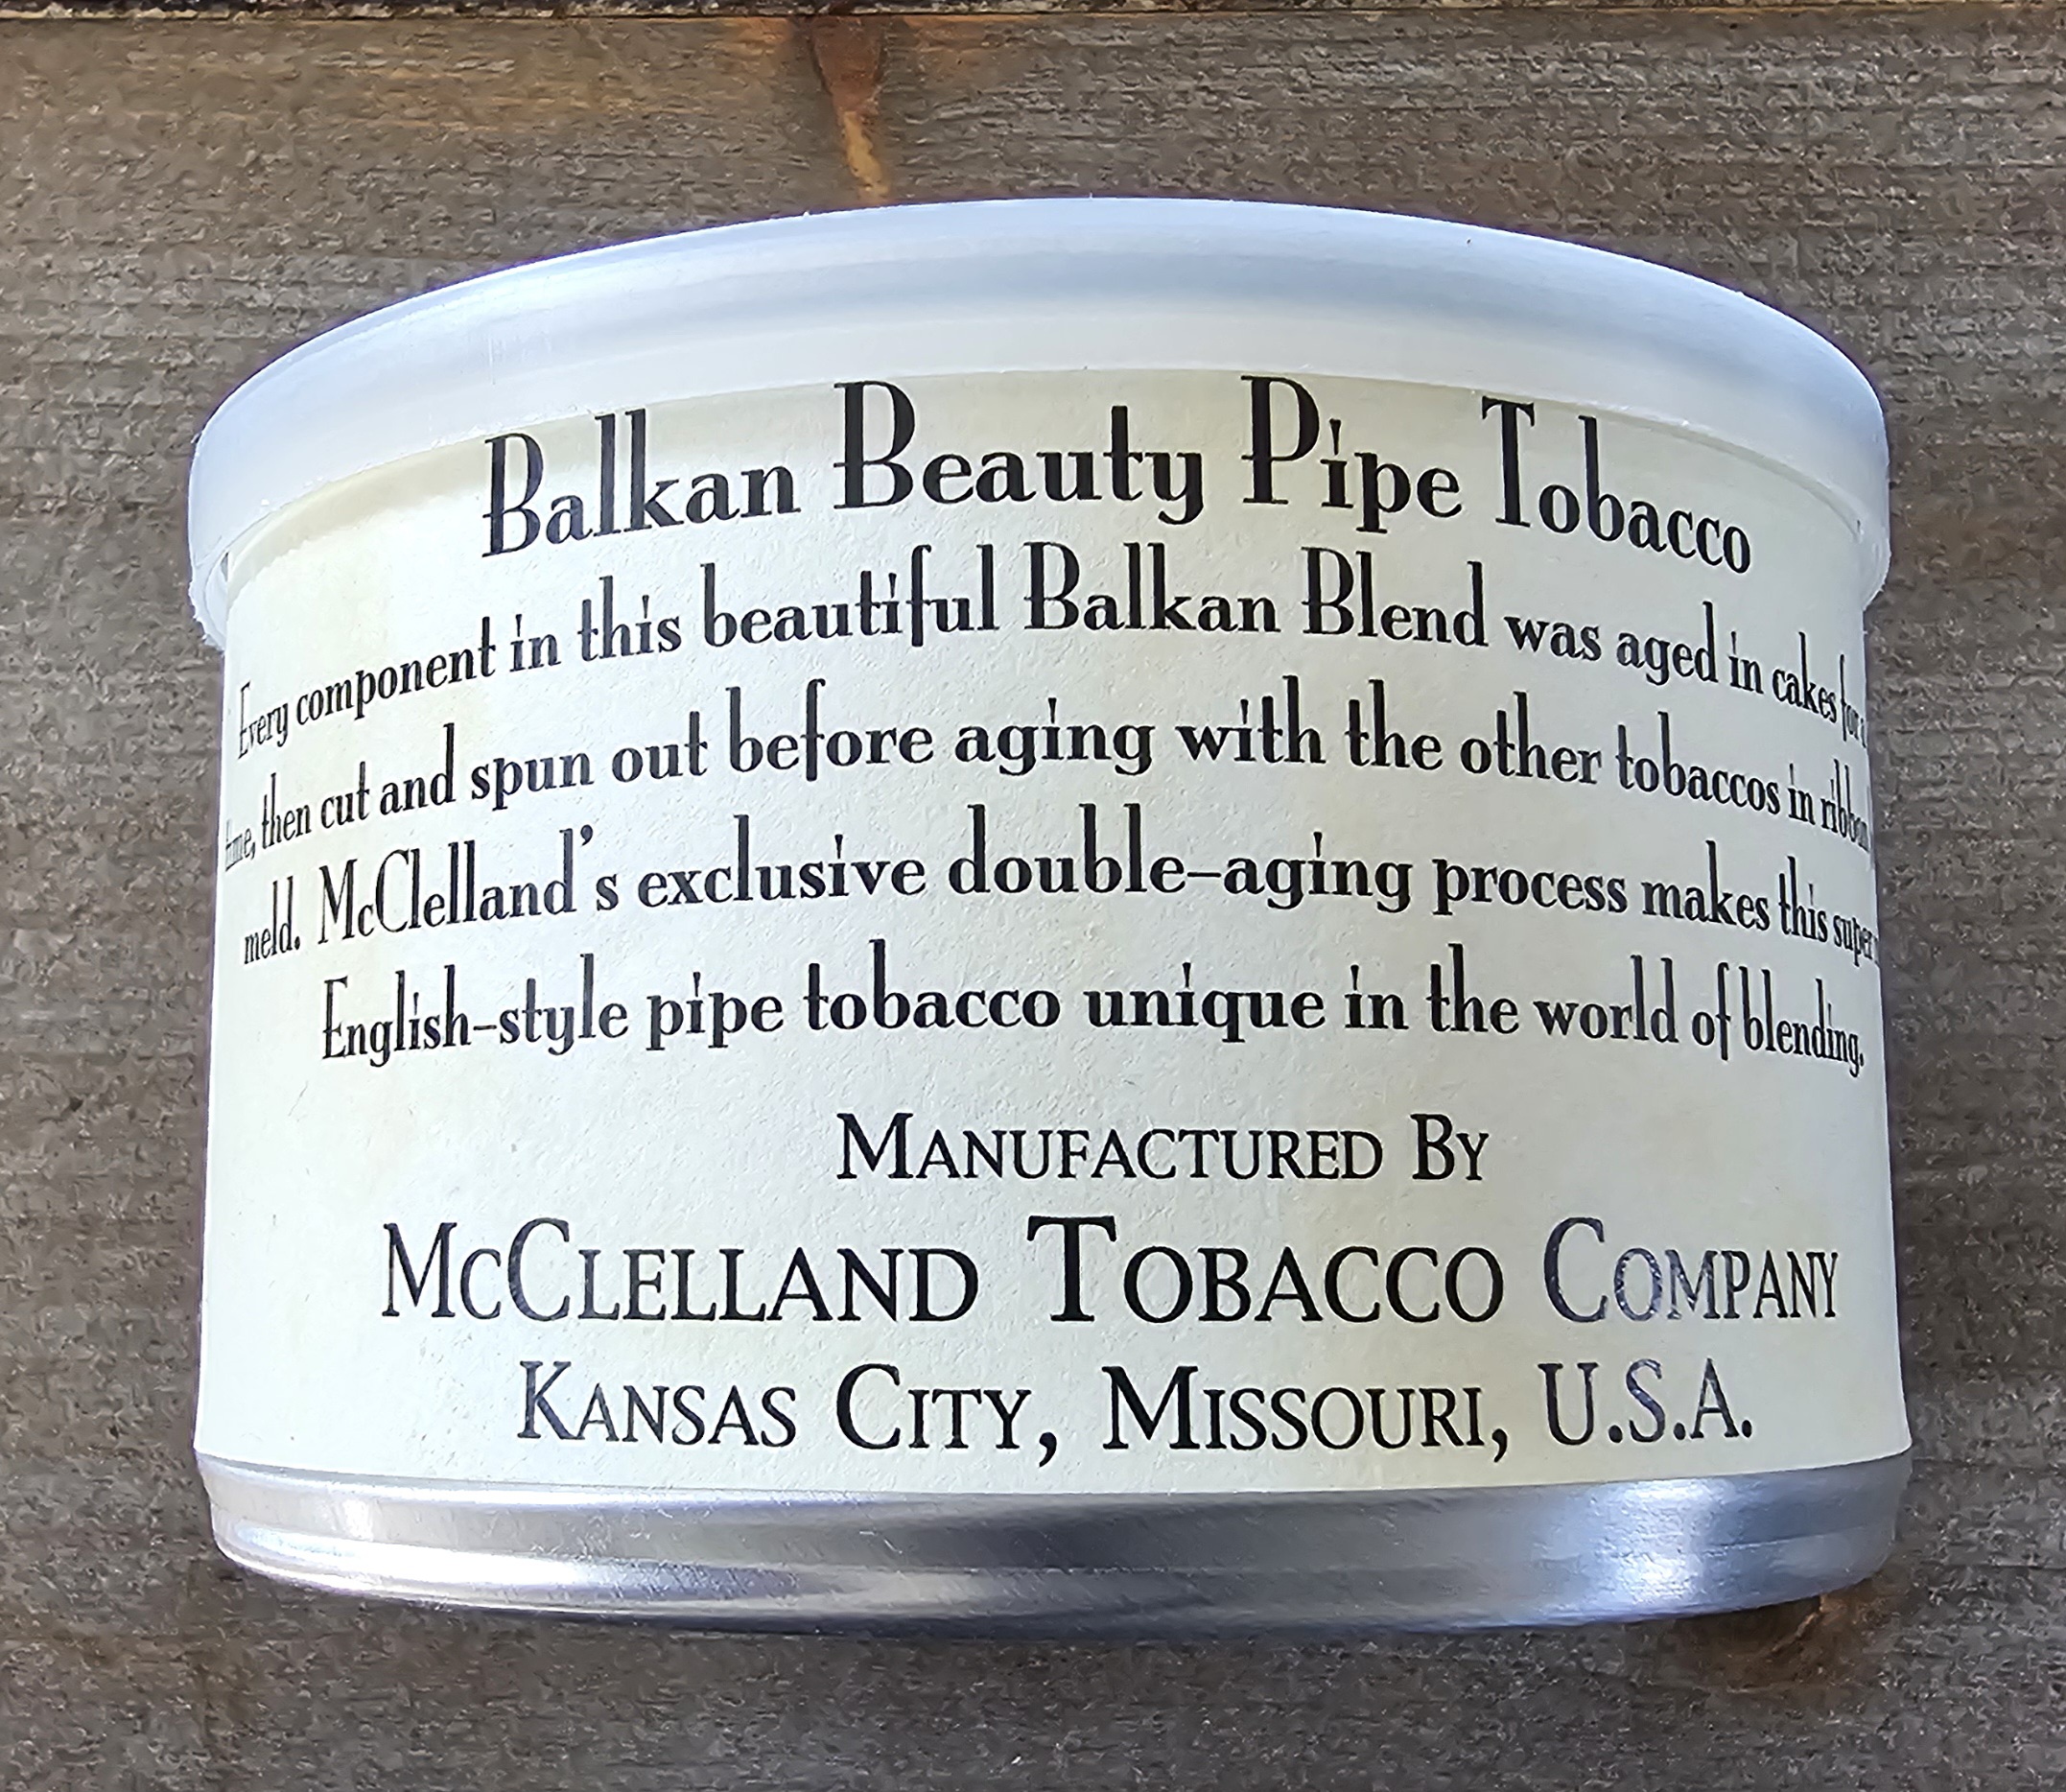 Balkan Beauty Pipe Tobacco
Every component in this beautiful Balkan Blend was aged in cakes for a
time, then cut and spun out before aging with the other tobaccos in ribbon
meld. McClelland's exclusive double-aging process makes this
English-style pipe tobacco unique in the world of blending.
MANUFACTURED BY
MCCLELLAND TOBACCO COMPANY
KANSAS CITY, MISSOURI, U.S.A.